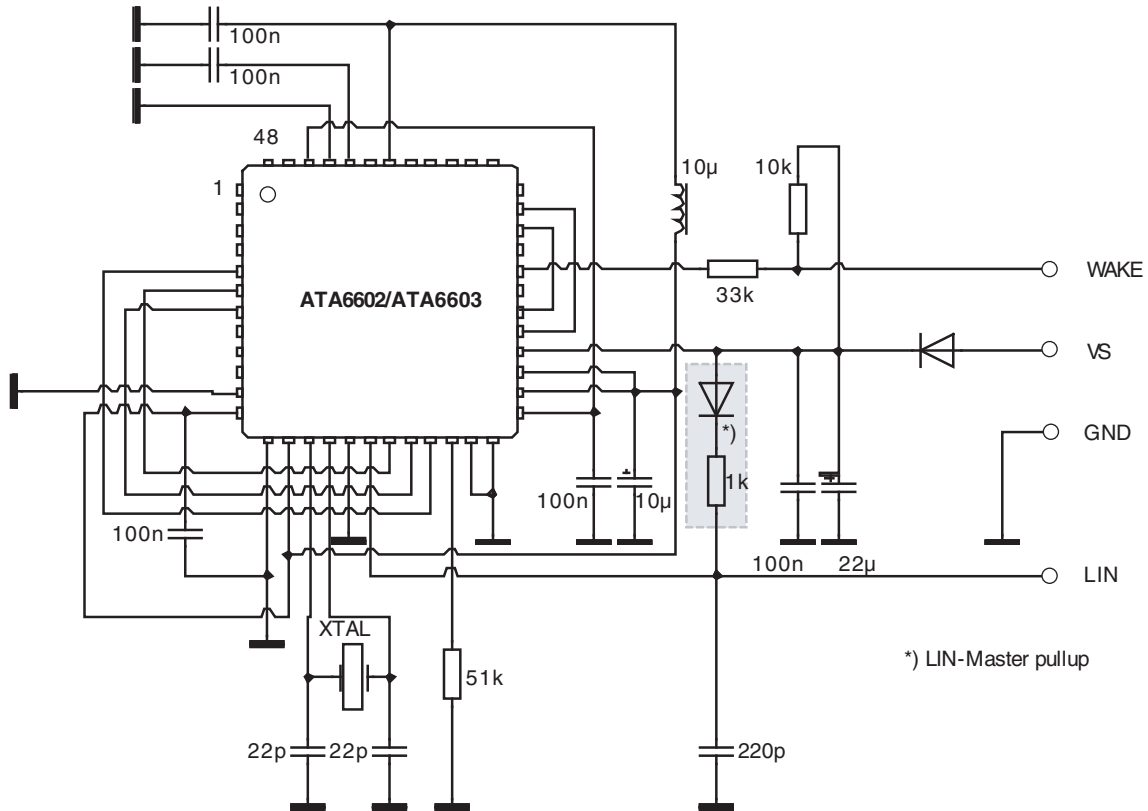 100n
100n
48
1
10µ
10k
ATA6602/ATA6603
33k
WAKE
VS
*)
GND
1k
100n
10µ
100n
100n
22µ
LIN
XTAL
*) LIN-Master pullup
51k
22p
22p
220p